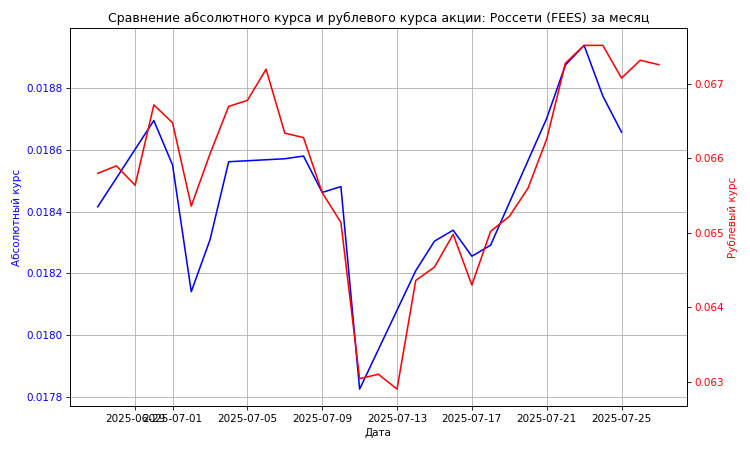 Сравнение абсолютного курса и рублевого курса акции: Россети (FEES) за месяц
Абсолютный курс
0.0188
0.0186
0.0184
0.0182
0.0180
0.0178
0.067
0.066
0.065
0.064
0.063
Рублевый курс
2025-06-29 2025-07-01 2025-07-05 2025-07-09 2025-07-13 2025-07-17 2025-07-21 2025-07-25
Дата